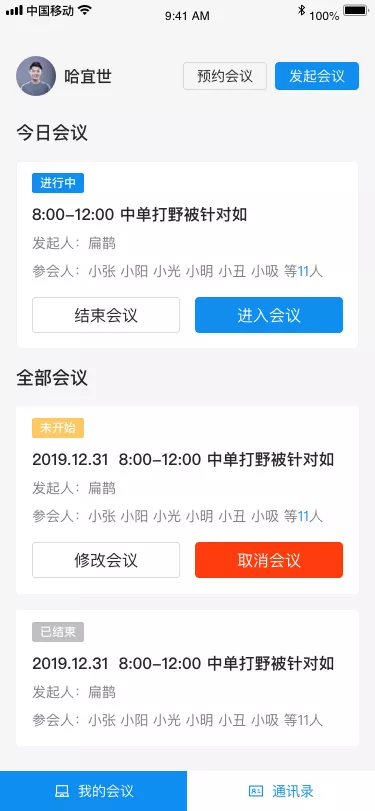 中国移动 9:41 AM 100%
哈宜世 预约会议 发起会议
今日会议
进行中
8:00-12:00 中单打野被针对如
发起人：扁鹊
参会人：小张 小阳 小光 小明 小丑 小吸 等11人
结束会议 进入会议
全部会议
未开始
2019.12.31 8:00-12:00 中单打野被针对如
发起人：扁鹊
参会人：小张 小阳 小光 小明 小丑 小吸 等11人
修改会议 取消会议
已结束
2019.12.31 8:00-12:00 中单打野被针对如
发起人：扁鹊
参会人：小张 小阳 小光 小明 小丑 小吸 等11人
我的会议 通讯录